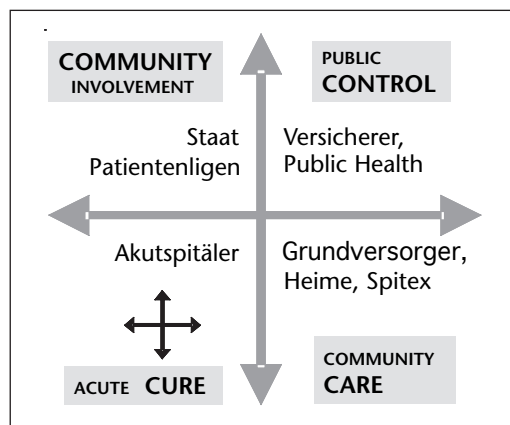 COMMUNITY
INVOLVEMENT
PUBLIC
CONTROL
Staat
Patientenligen
Versicherer,
Public Health
Akutspitäler
Grundversorger,
Heime, Spitex
ACUTE CURE
COMMUNITY
CARE